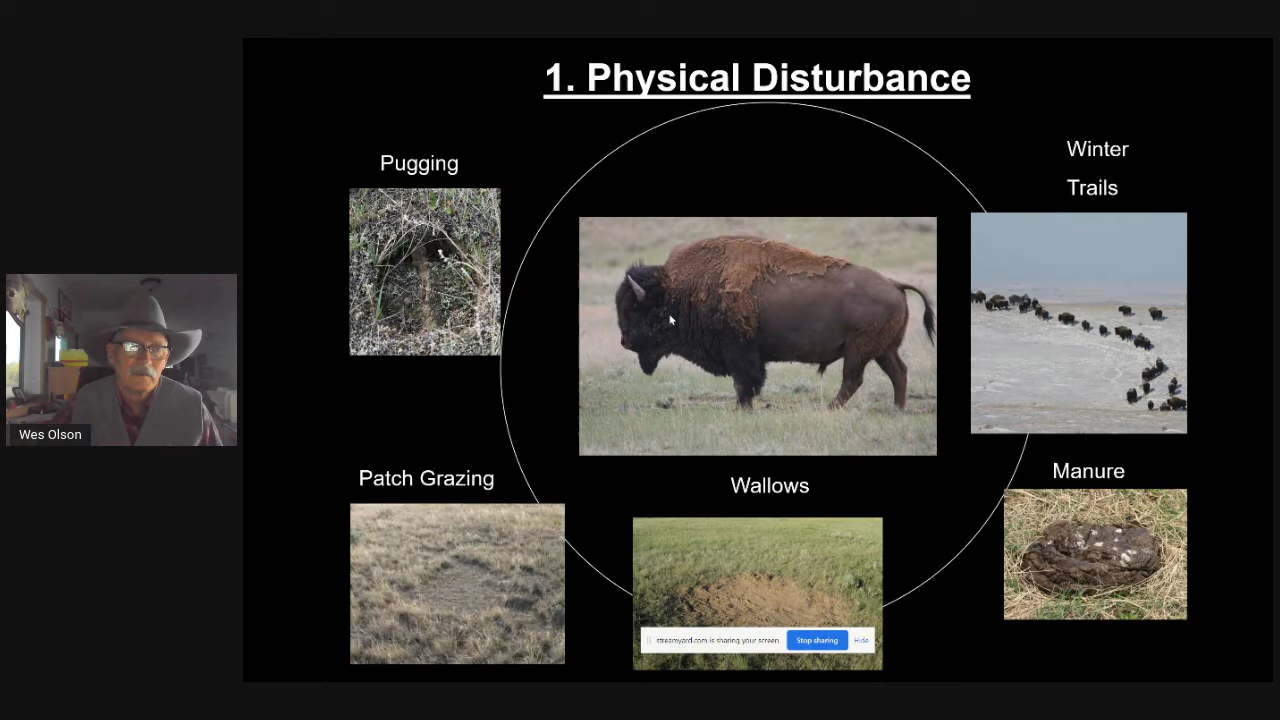 1. Physical Disturbance
Pugging
Winter
Trails
Wes Olson
Patch Grazing
Wallows
Manure
streamyard.com is sharing your screen.
Stop sharing
Hide